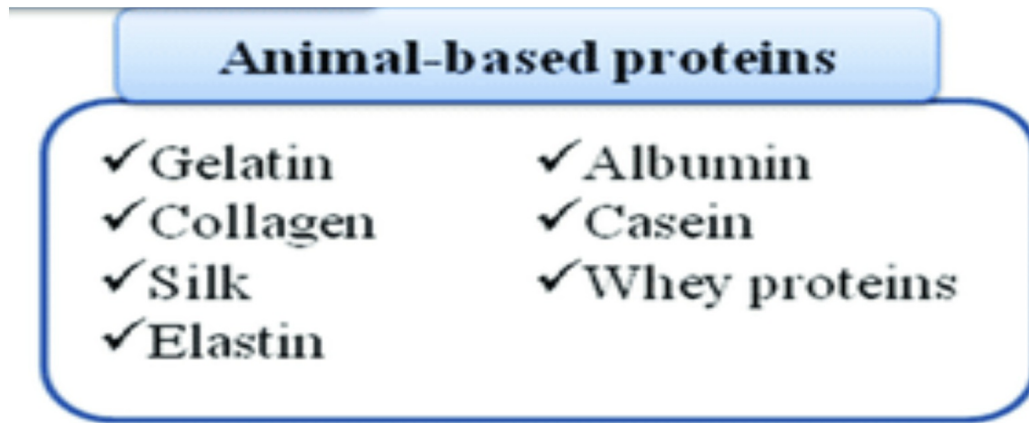 Animal-based proteins
✓Gelatin
✓Collagen
✓Silk
✓Elastin
✓Albumin
✓Casein
✓Whey proteins